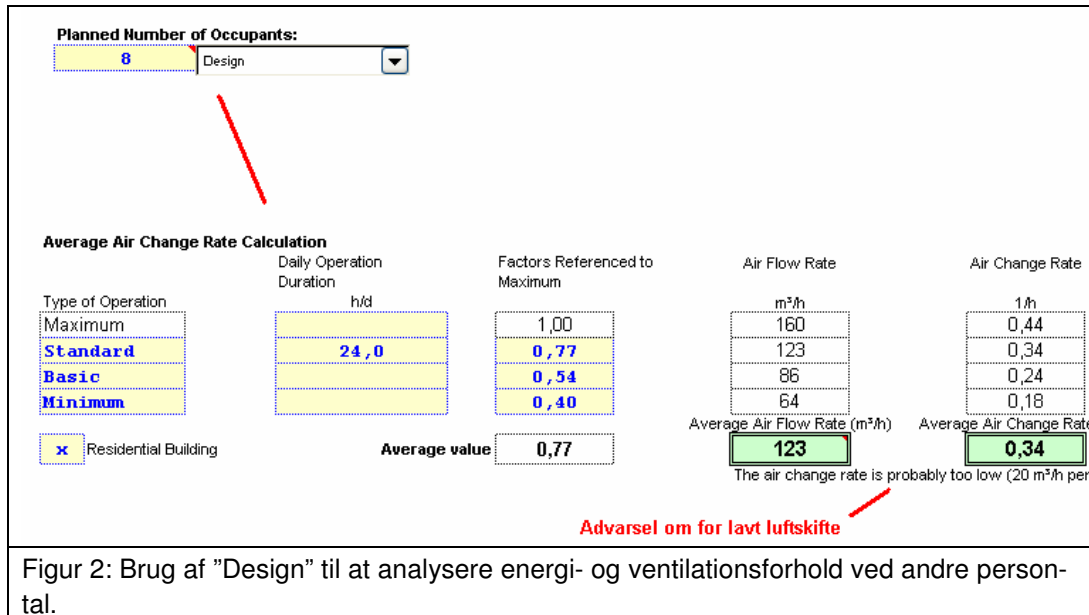 Planned Number of Occupants:
8 Design
Average Air Change Rate Calculation
Daily Operation Duration Factors Referenced to Maximum Air Flow Rate Air Change Rate
Type of Operation h/d m³/h 1/h
Maximum 1,00 160 0,44
Standard 24,0 0,77 123 0,34
Basic 0,54 86 0,24
Minimum 0,40 64 0,18
Average Air Flow Rate (m³/h) Average Air Change Rate
x Residential Building Average value 0,77 123 0,34
The air change rate is probably too low (20 m³/h per
Advarsel om for lavt luftskifte
Figur 2: Brug af ”Design” til at analysere energi- og ventilationsforhold ved andre person-
tal.